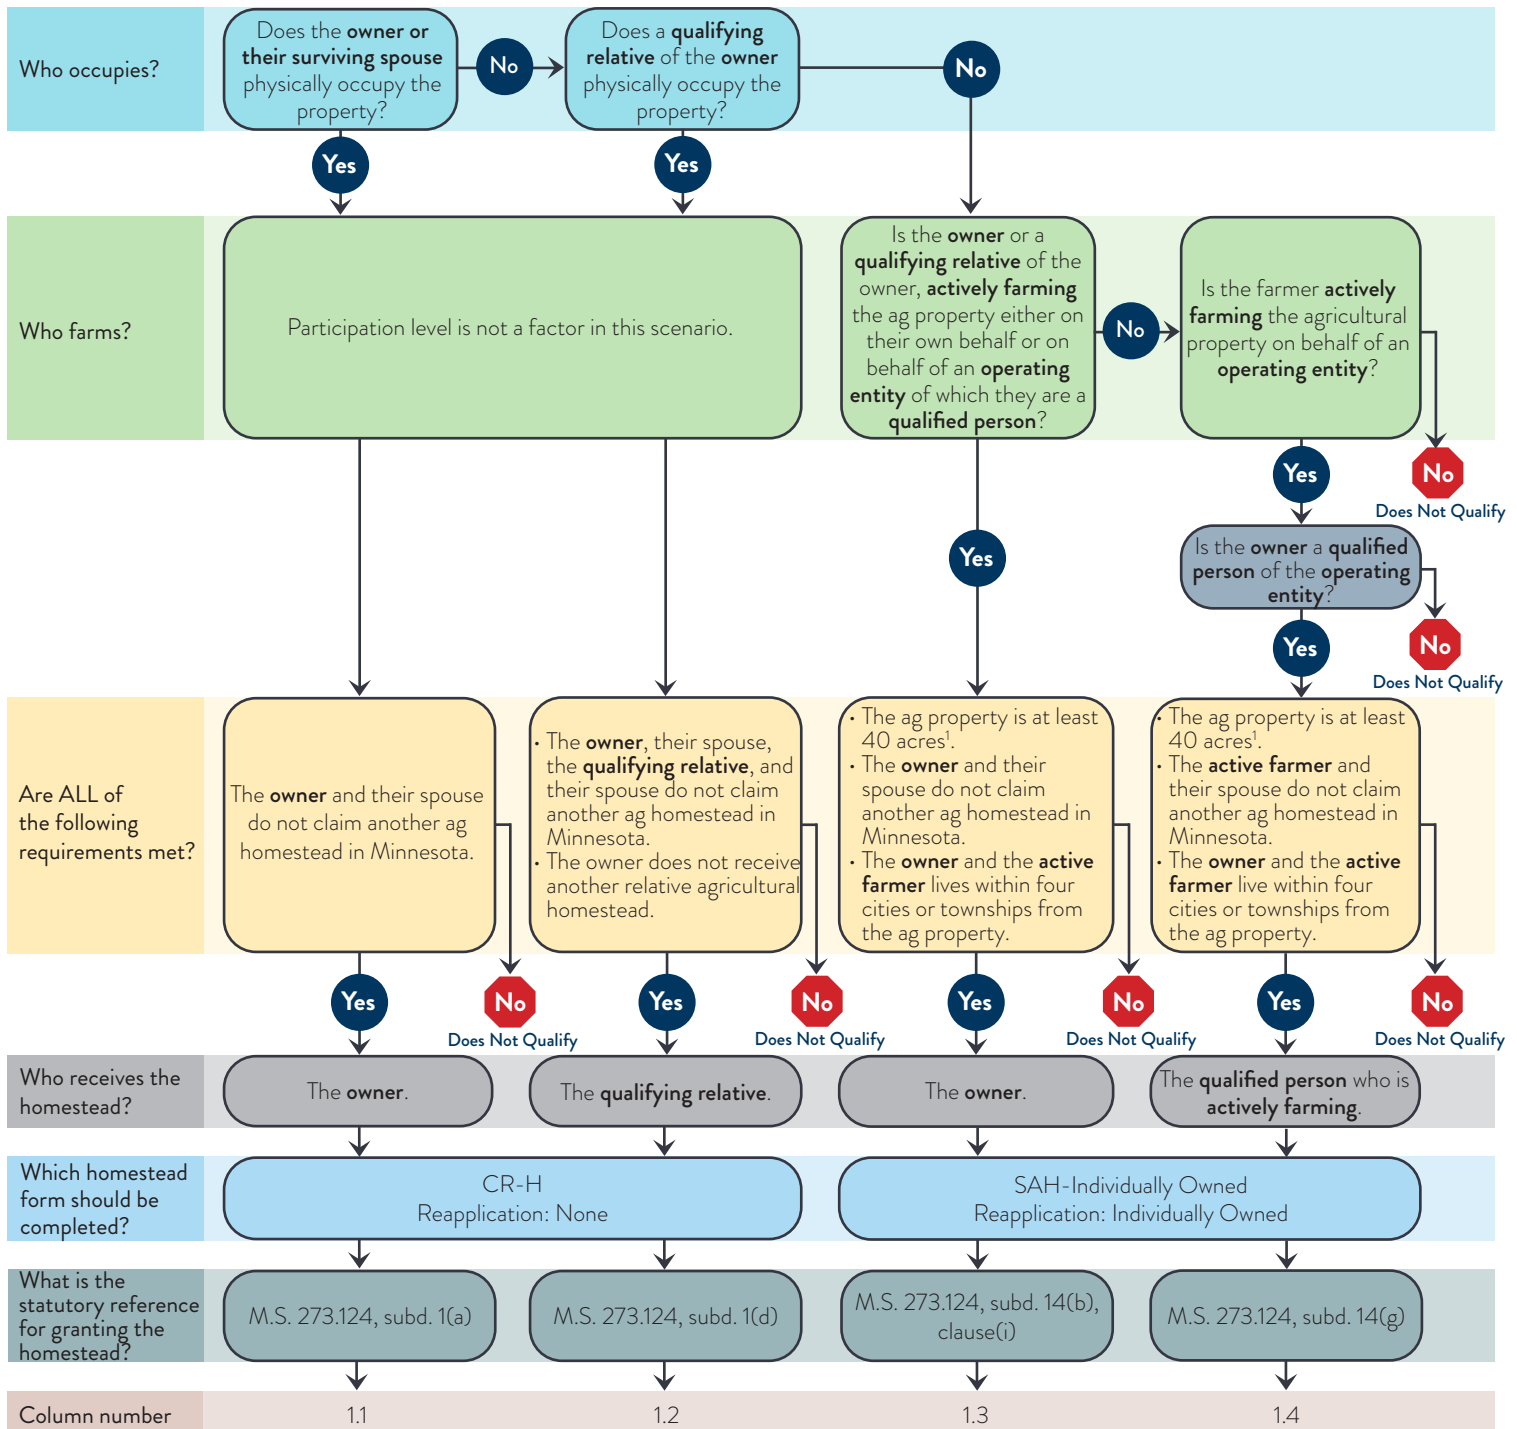 Who occupies?
Does the owner or
their surviving spouse
physically occupy the
property?
No
Does a qualifying
relative of the owner
physically occupy the
property?
No
Yes
Yes
Who farms?
Participation level is not a factor in this scenario.
Is the owner or a
qualifying relative of the
owner, actively farming
the ag property either on
their own behalf or on
behalf of an operating
entity of which they are a
qualified person?
No
Is the farmer actively
farming the agricultural
property on behalf of an
operating entity?
Yes
No
Does Not Qualify
Yes
Is the owner a qualified
person of the operating
entity?
Yes
No
Does Not Qualify
Are ALL of
the following
requirements met?
The owner and their spouse
do not claim another ag
homestead in Minnesota.
• The owner, their spouse,
the qualifying relative, and
their spouse do not claim
another ag homestead in
Minnesota.
• The owner does not receive
another relative agricultural
homestead.
• The ag property is at least
40 acres¹.
• The owner and their
spouse do not claim
another ag homestead in
Minnesota.
• The owner and the active
farmer lives within four
cities or townships from
the ag property.
• The ag property is at least
40 acres¹.
• The active farmer and
their spouse do not claim
another ag homestead in
Minnesota.
• The owner and the active
farmer live within four
cities or townships from
the ag property.
Yes
No
Does Not Qualify
Yes
No
Does Not Qualify
Yes
No
Does Not Qualify
Yes
No
Does Not Qualify
Who receives the
homestead?
The owner.
The qualifying relative.
The owner.
The qualified person who is
actively farming.
Which homestead
form should be
completed?
CR-H
Reapplication: None
SAH-Individually Owned
Reapplication: Individually Owned
What is the
statutory reference
for granting the
homestead?
M.S. 273.124, subd. 1(a)
M.S. 273.124, subd. 1(d)
M.S. 273.124, subd. 14(b),
clause(i)
M.S. 273.124, subd. 14(g)
Column number
1.1
1.2
1.3
1.4